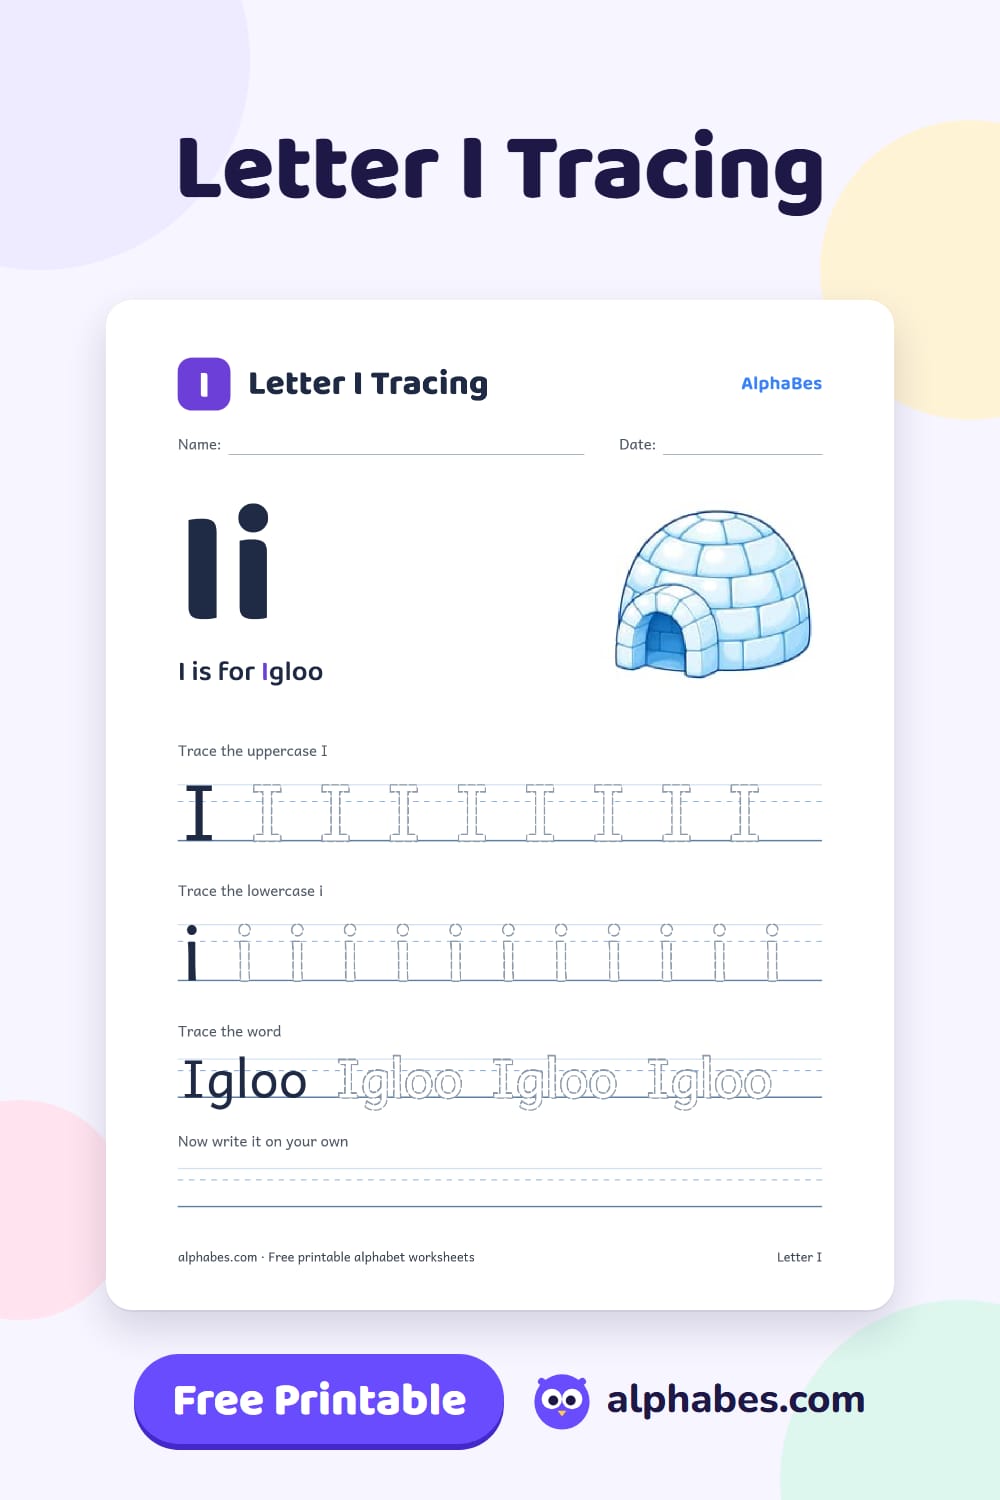 Letter I Tracing
I Letter I Tracing AlphaBes
Name: Date:
Ii
I is for Igloo
Trace the uppercase I
I I I I I I I I I
Trace the lowercase i
i i i i i i i i i i i i
Trace the word
Igloo Igloo Igloo Igloo
Now write it on your own
alphabes.com · Free printable alphabet worksheets Letter I
Free Printable alphabes.com